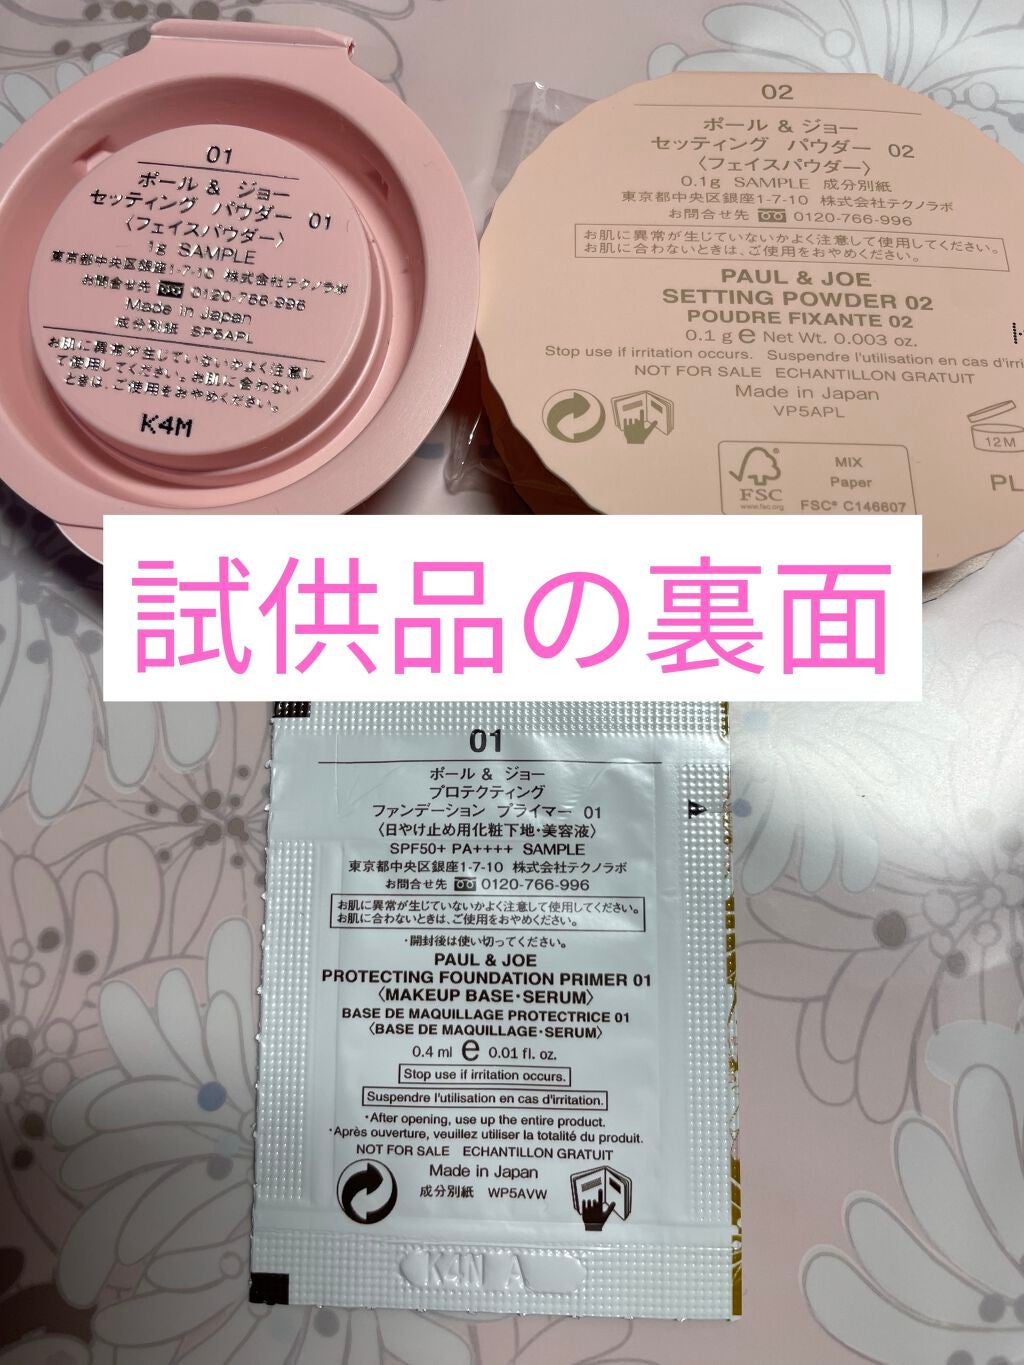 01
ポール & ジョー
セッティング パウダー 01
〈フェイスパウダー〉
1g SAMPLE
東京都中央区銀座1-7-10 株式会社テクノラボ
お問合せ先 0120-766-996
Made in Japan
成分別紙 SP5APL
お肌に異常が生じていないかよく注意し
て使用してください。お肌に合わない
ときは、ご使用をおやめください。
K4M
02
ポール & ジョー
セッティング パウダー 02
〈フェイスパウダー〉
0.1g SAMPLE 成分別紙
東京都中央区銀座1-7-10 株式会社テクノラボ
お問合せ先 0120-766-996
お肌に異常が生じていないかよく注意して使用してください。
お肌に合わないときは、ご使用をおやめください。
PAUL & JOE
SETTING POWDER 02
POUDRE FIXANTE 02
0.1 g e Net Wt. 0.003 oz.
Stop use if irritation occurs. Suspendre l'utilisation en cas d'irri
NOT FOR SALE ECHANTILLON GRATUIT
Made in Japan
VP5APL
12M
FSC
www.fsc.org
MIX
Paper
FSC® C146807
PL
試供品の裏面
01
ポール & ジョー
プロテクティング
ファンデーション プライマー 01
〈日やけ止め用化粧下地・美容液〉
SPF50+ PA++++ SAMPLE
東京都中央区銀座1-7-10 株式会社テクノラボ
お問合せ先 0120-766-996
お肌に異常が生じていないかよく注意して使用してください。
お肌に合わないときは、ご使用をおやめください。
・開封後は使い切ってください。
PAUL & JOE
PROTECTING FOUNDATION PRIMER 01
〈MAKEUP BASE・SERUM〉
BASE DE MAQUILLAGE PROTECTRICE 01
〈BASE DE MAQUILLAGE・SERUM〉
0.4 ml e 0.01 fl. oz.
Stop use if irritation occurs.
Suspendre l'utilisation en cas d'irritation.
・After opening, use up the entire product.
・Après ouverture, veuillez utiliser la totalité du produit.
NOT FOR SALE ECHANTILLON GRATUIT
Made in Japan
成分別紙 WP5AVW
K4N A